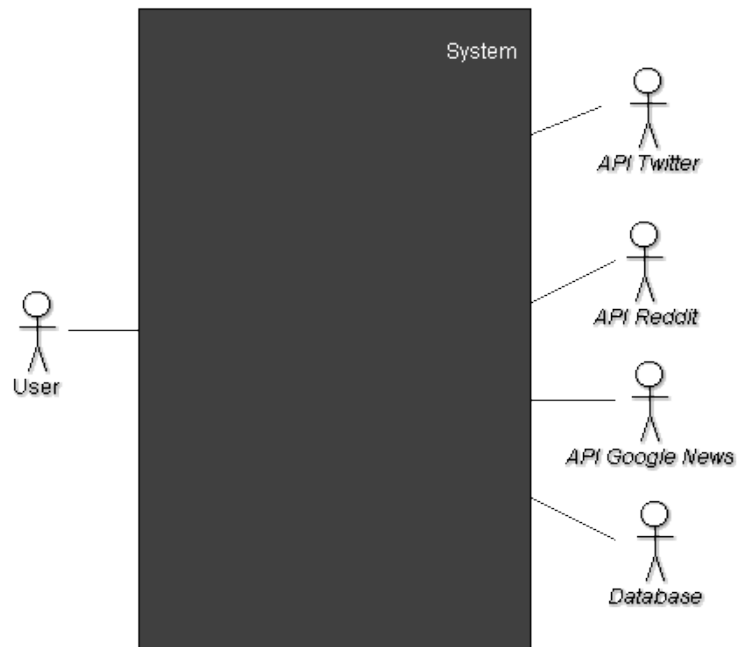 System
API Twitter
API Reddit
User
API Google News
Database